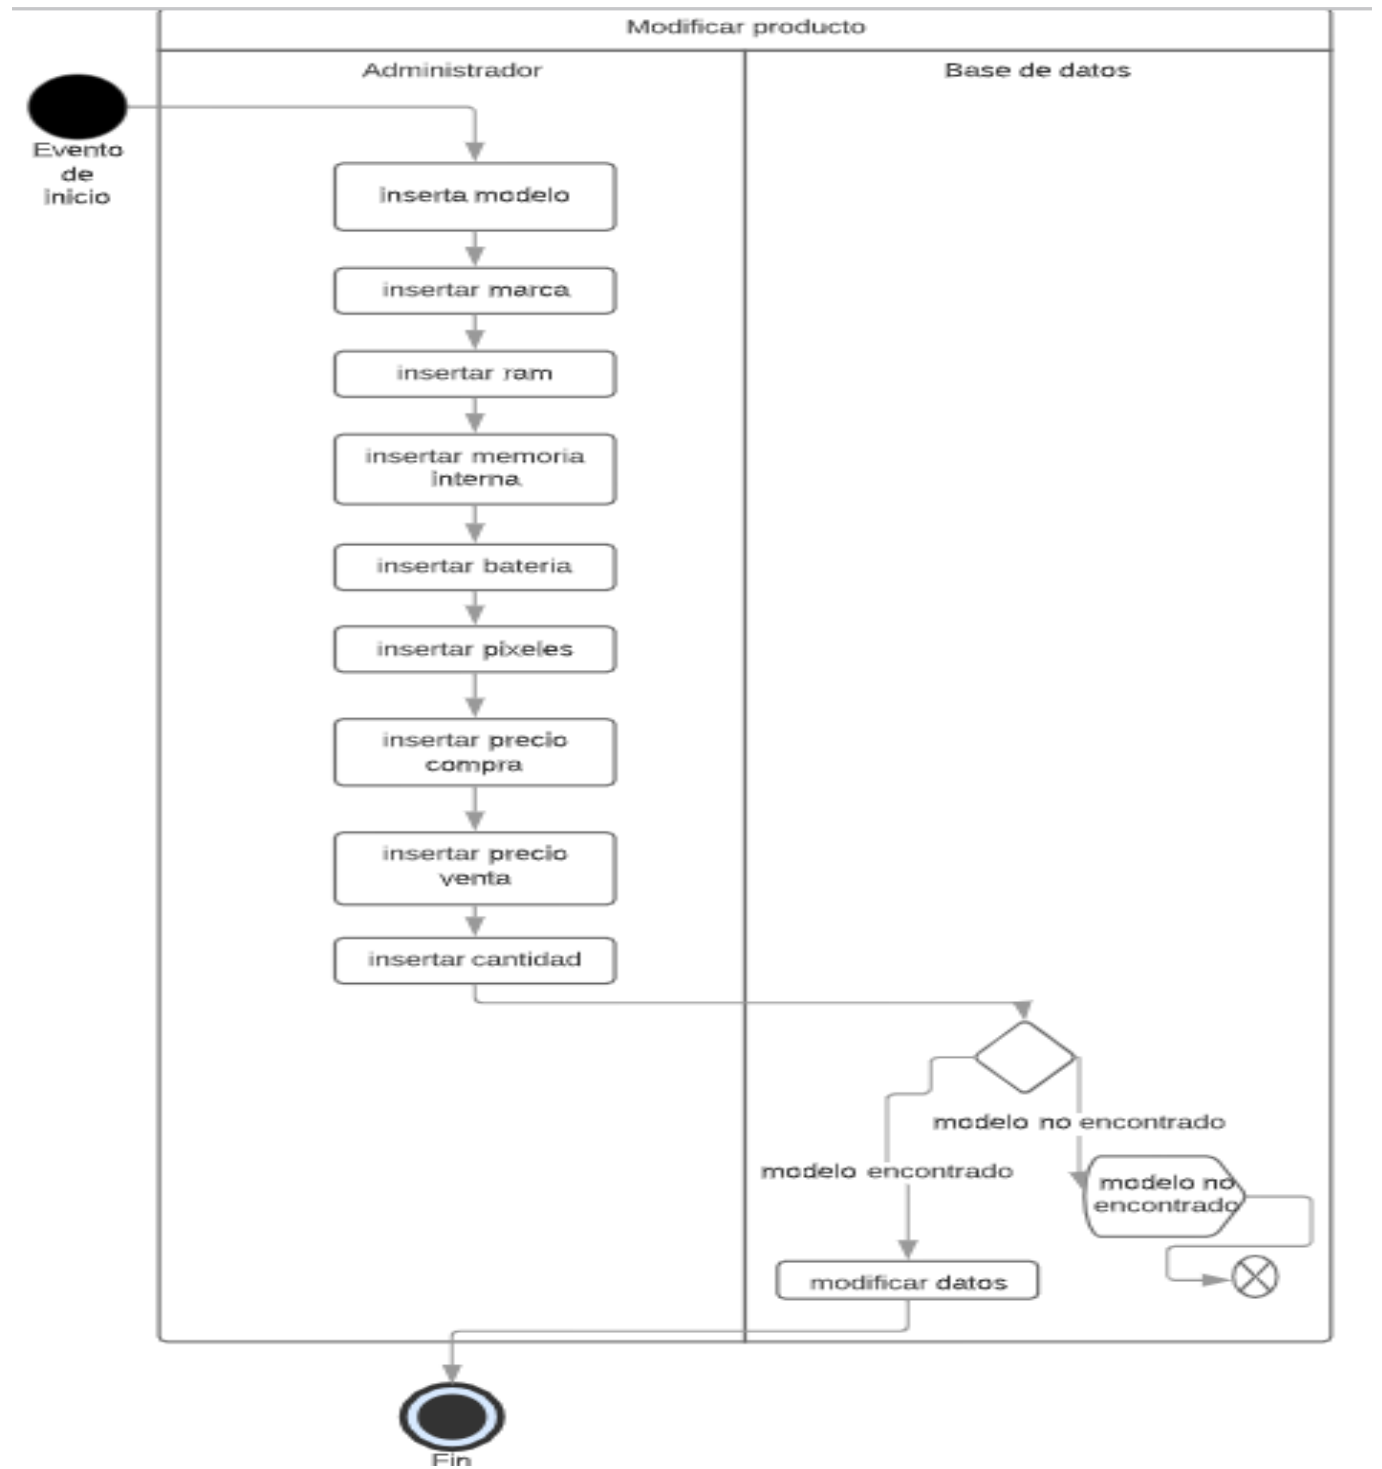 Modificar producto
Administrador
Base de datos
Evento
de
inicio
inserta modelo
insertar marca
insertar ram
insertar memoria
interna
insertar bateria
insertar pixeles
insertar precio
compra
insertar precio
venta
insertar cantidad
modelo no encontrado
modelo encontrado
modelo no
encontrado
modificar datos
Fin